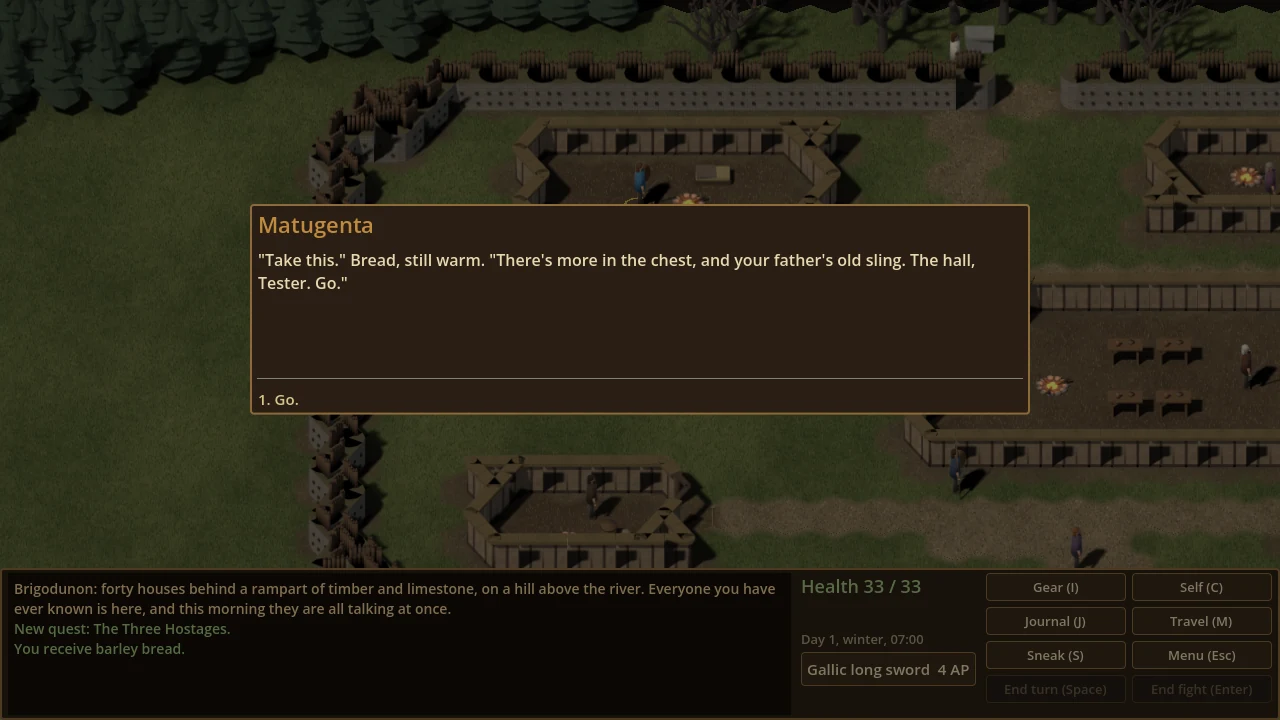 Matugenta
"Take this." Bread, still warm. "There's more in the chest, and your father's old sling. The hall,
Tester. Go."
1. Go.
Brigodunon: forty houses behind a rampart of timber and limestone, on a hill above the river. Everyone you have
ever known is here, and this morning they are all talking at once.
New quest: The Three Hostages.
You receive barley bread.
Health 33 / 33
Day 1, winter, 07:00
Gallic long sword 4 AP
Gear (I)
Self (C)
Journal (J)
Travel (M)
Sneak (S)
Menu (Esc)
End turn (Space)
End fight (Enter)